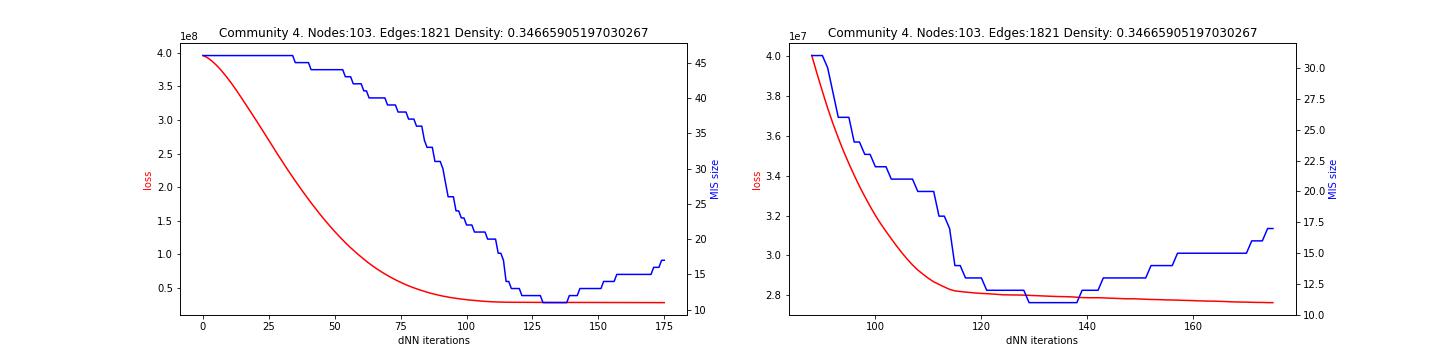 Community 4. Nodes:103. Edges:1821 Density: 0.34665905197030267
1e8
4.0
3.5
3.0
2.5
2.0
1.5
1.0
0.5
loss
45
40
35
30
25
20
15
10
MIS size
0 25 50 75 100 125 150 175
dNN iterations
Community 4. Nodes:103. Edges:1821 Density: 0.34665905197030267
1e7
4.0
3.8
3.6
3.4
3.2
3.0
2.8
loss
30.0
27.5
25.0
22.5
20.0
17.5
15.0
12.5
10.0
MIS size
100 120 140 160
dNN iterations